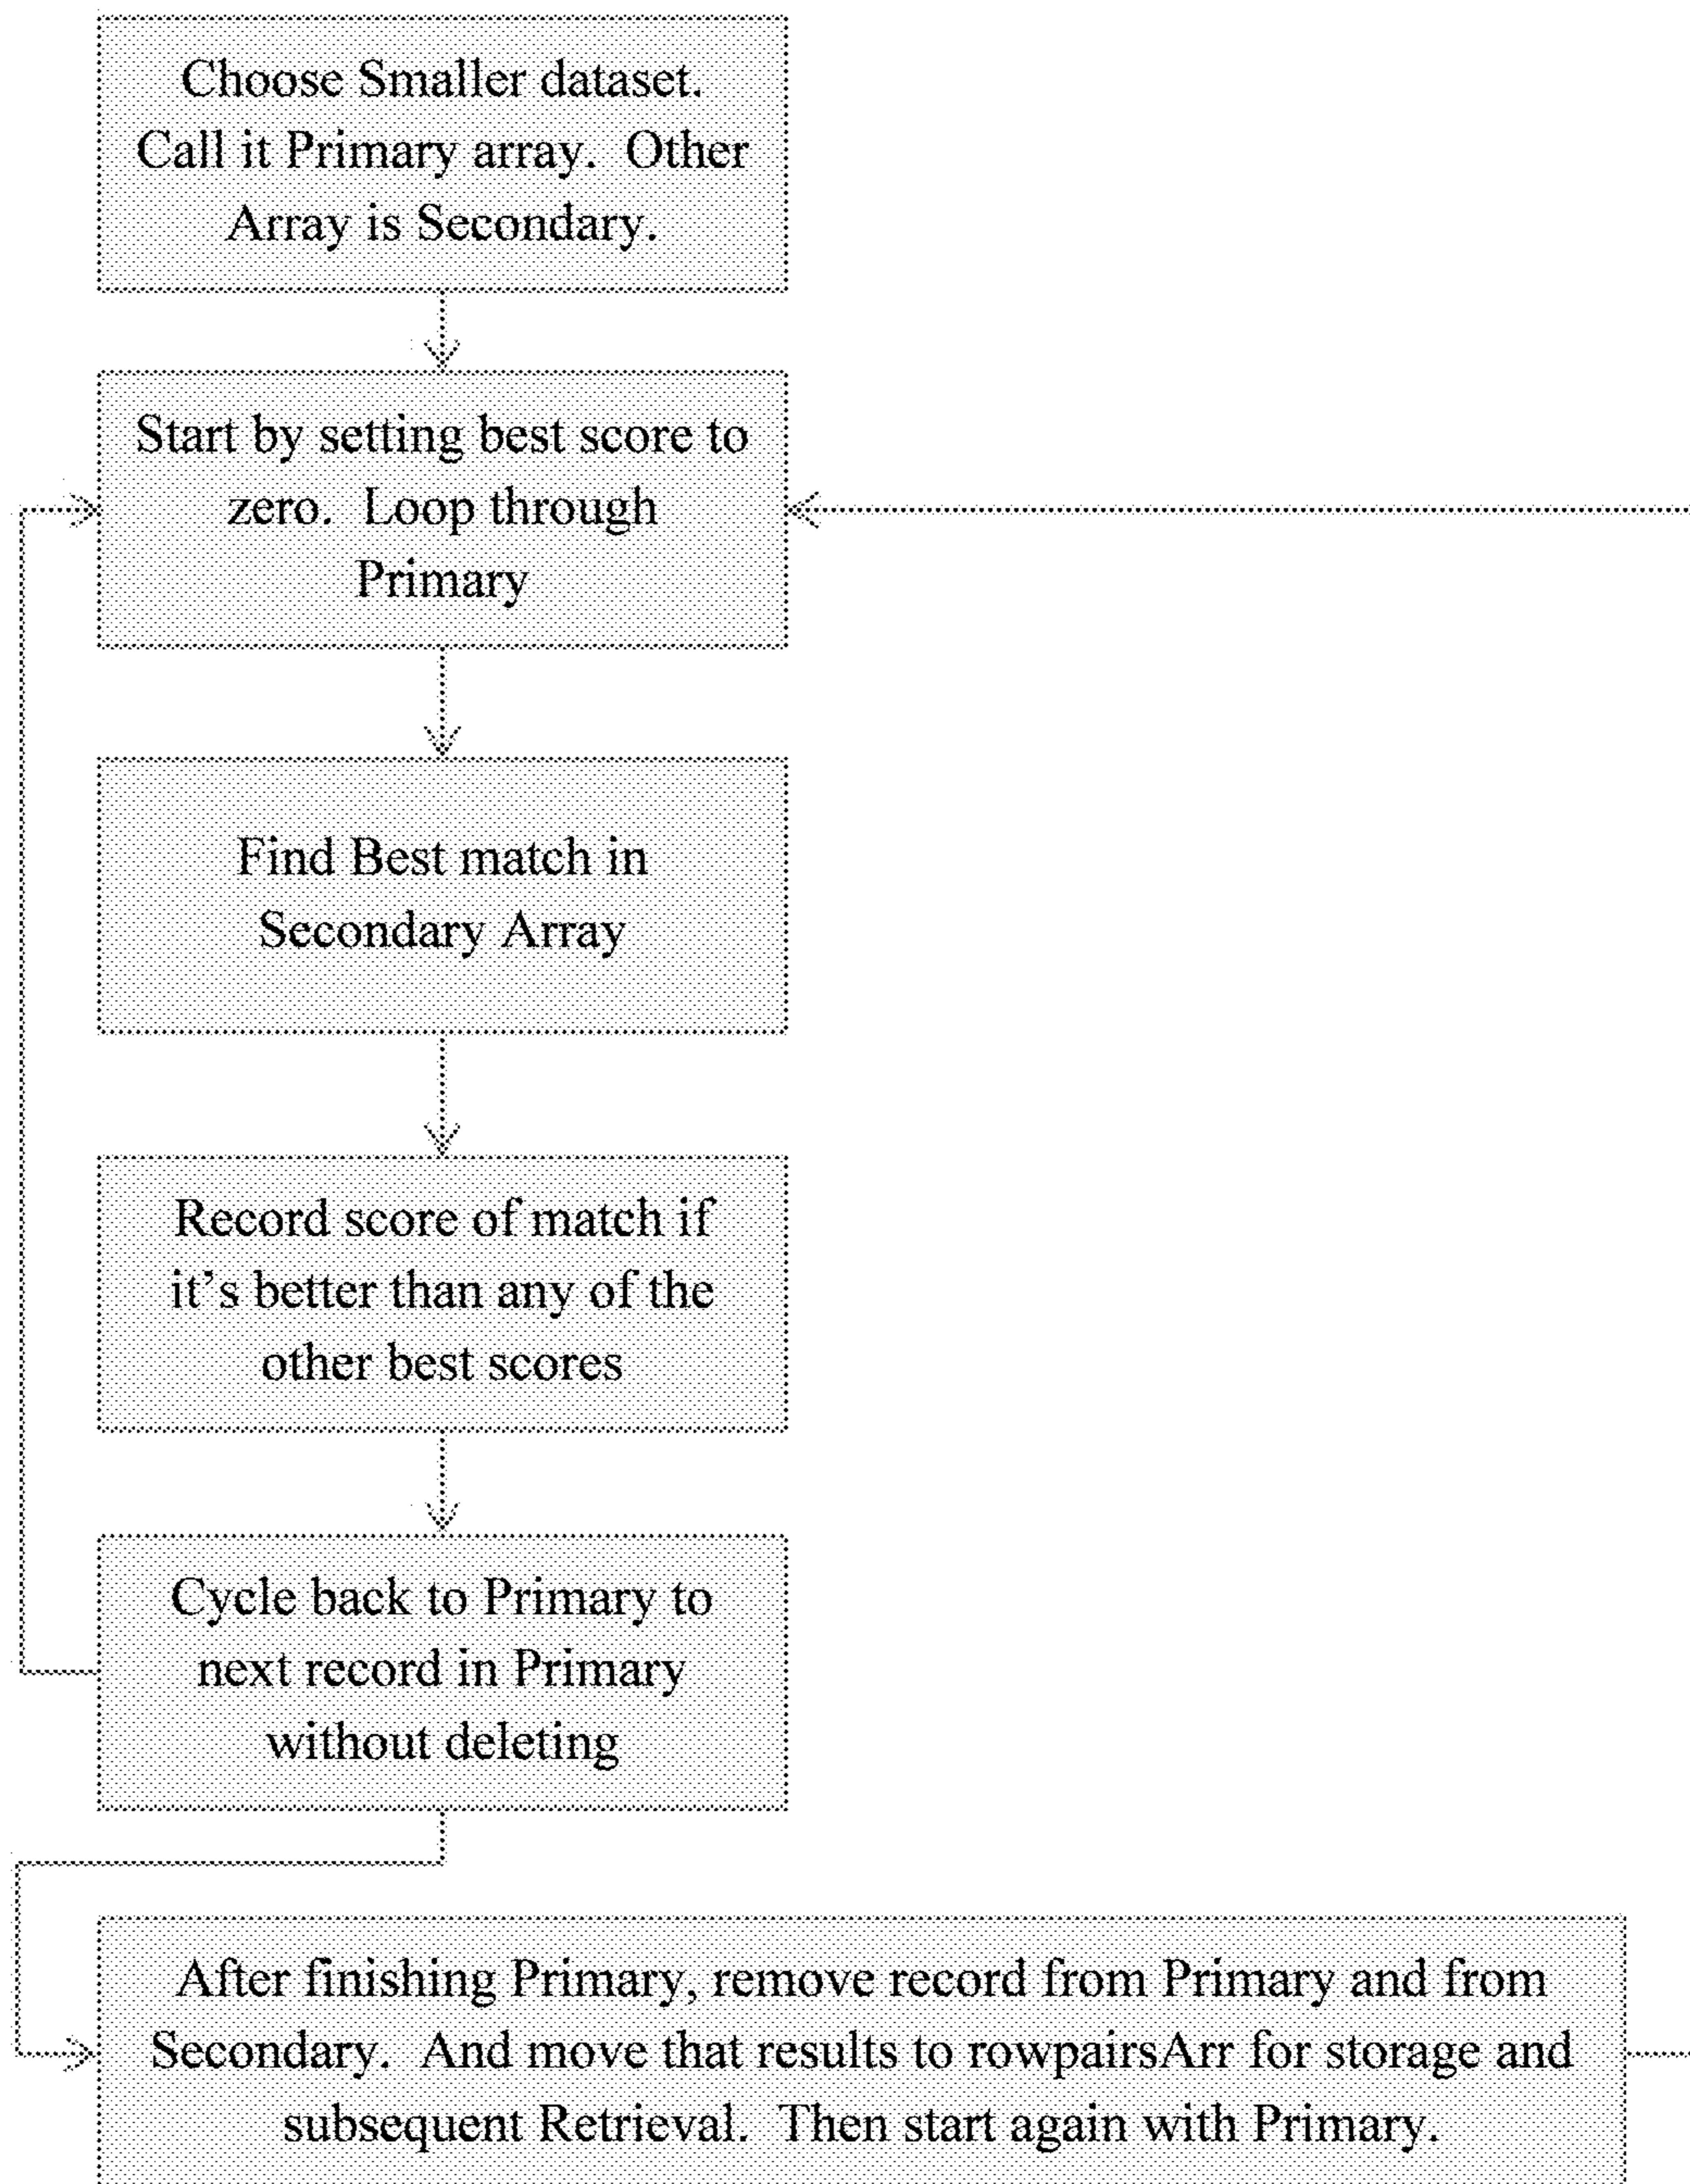 Choose Smaller dataset.
Call it Primary array.  Other
Array is Secondary.
Start by setting best score to
zero.  Loop through
Primary
Find Best match in
Secondary Array
Record score of match if
it’s better than any of the
other best scores
Cycle back to Primary to
next record in Primary
without deleting
After finishing Primary, remove record from Primary and from
Secondary.  And move that results to rowpairsArr for storage and
subsequent Retrieval.  Then start again with Primary.